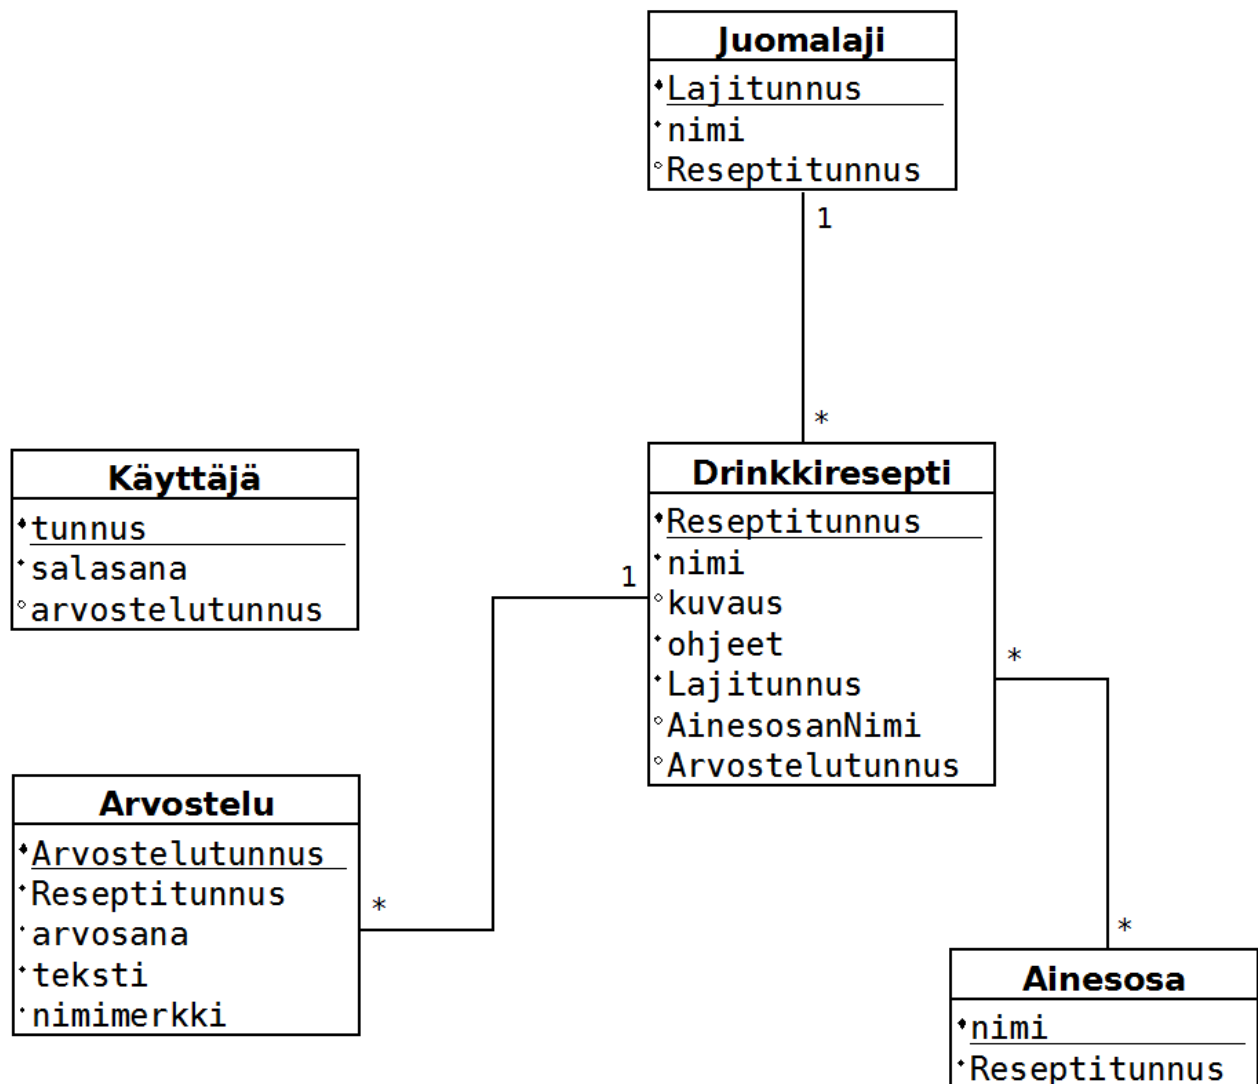 Juomalaji
Lajitunnus
nimi
Reseptitunnus
1
*
Käyttäjä
tunnus
salasana
arvostelutunnus
Drinkkiresepti
Reseptitunnus
nimi
kuvaus
ohjeet
Lajitunnus
AinesosanNimi
Arvostelutunnus
1
*
Arvostelu
Arvostelutunnus
Reseptitunnus
arvosana
teksti
nimimerkki
*
*
Ainesosa
nimi
Reseptitunnus